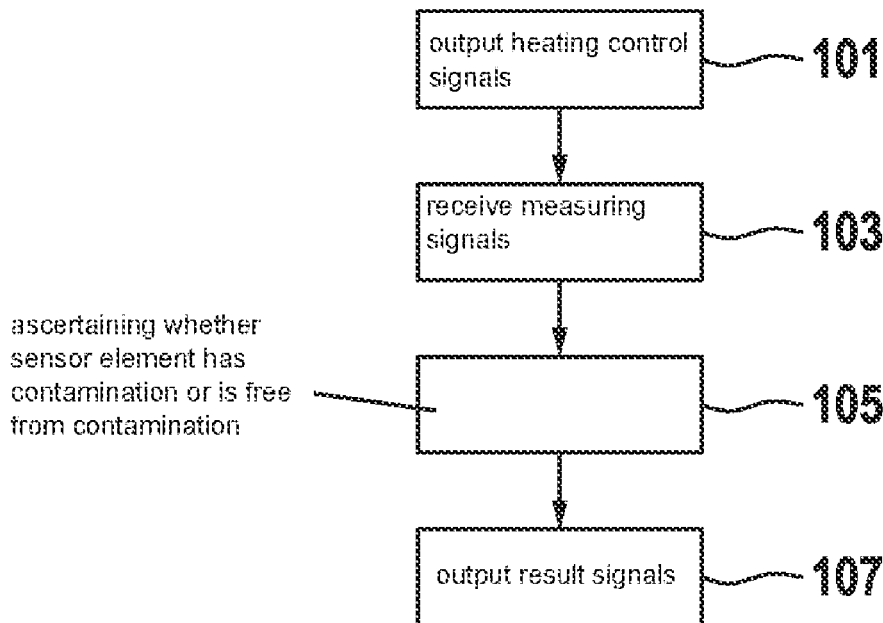 output heating control
signals
101
receive measuring
signals
103
ascertaining whether
sensor element has
contamination or is free
from contamination
105
output result signals
107